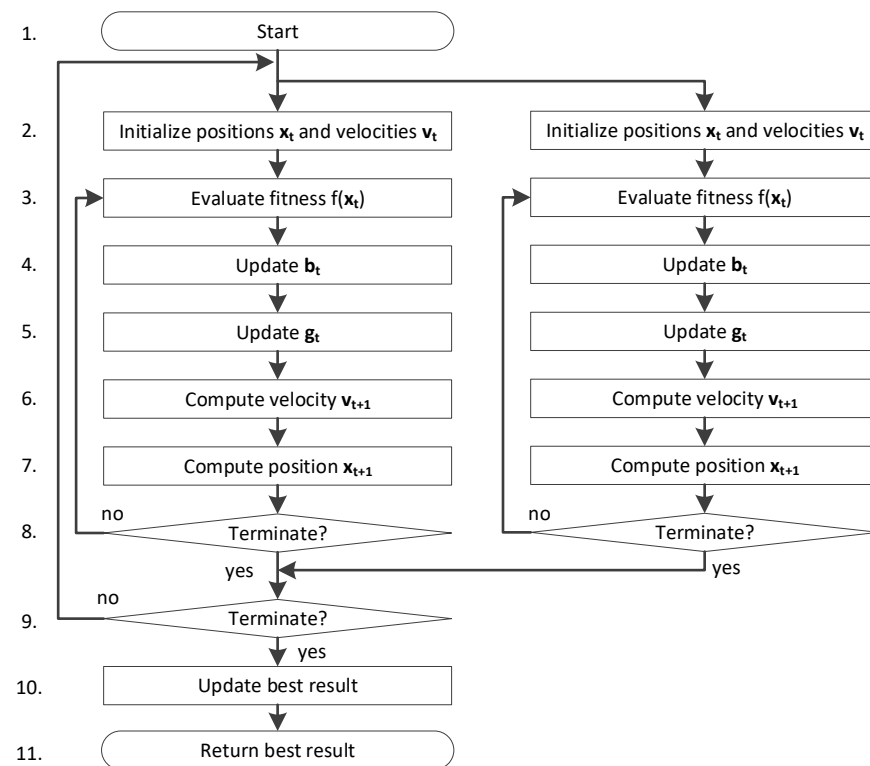 1. Start
2. Initialize positions xₜ and velocities vₜ Initialize positions xₜ and velocities vₜ
3. Evaluate fitness f(xₜ) Evaluate fitness f(xₜ)
4. Update bₜ Update bₜ
5. Update gₜ Update gₜ
6. Compute velocity vₜ₊₁ Compute velocity vₜ₊₁
7. Compute position xₜ₊₁ Compute position xₜ₊₁
no no
8. Terminate? Terminate?
yes yes
no
9. Terminate?
yes
10. Update best result
11. Return best result